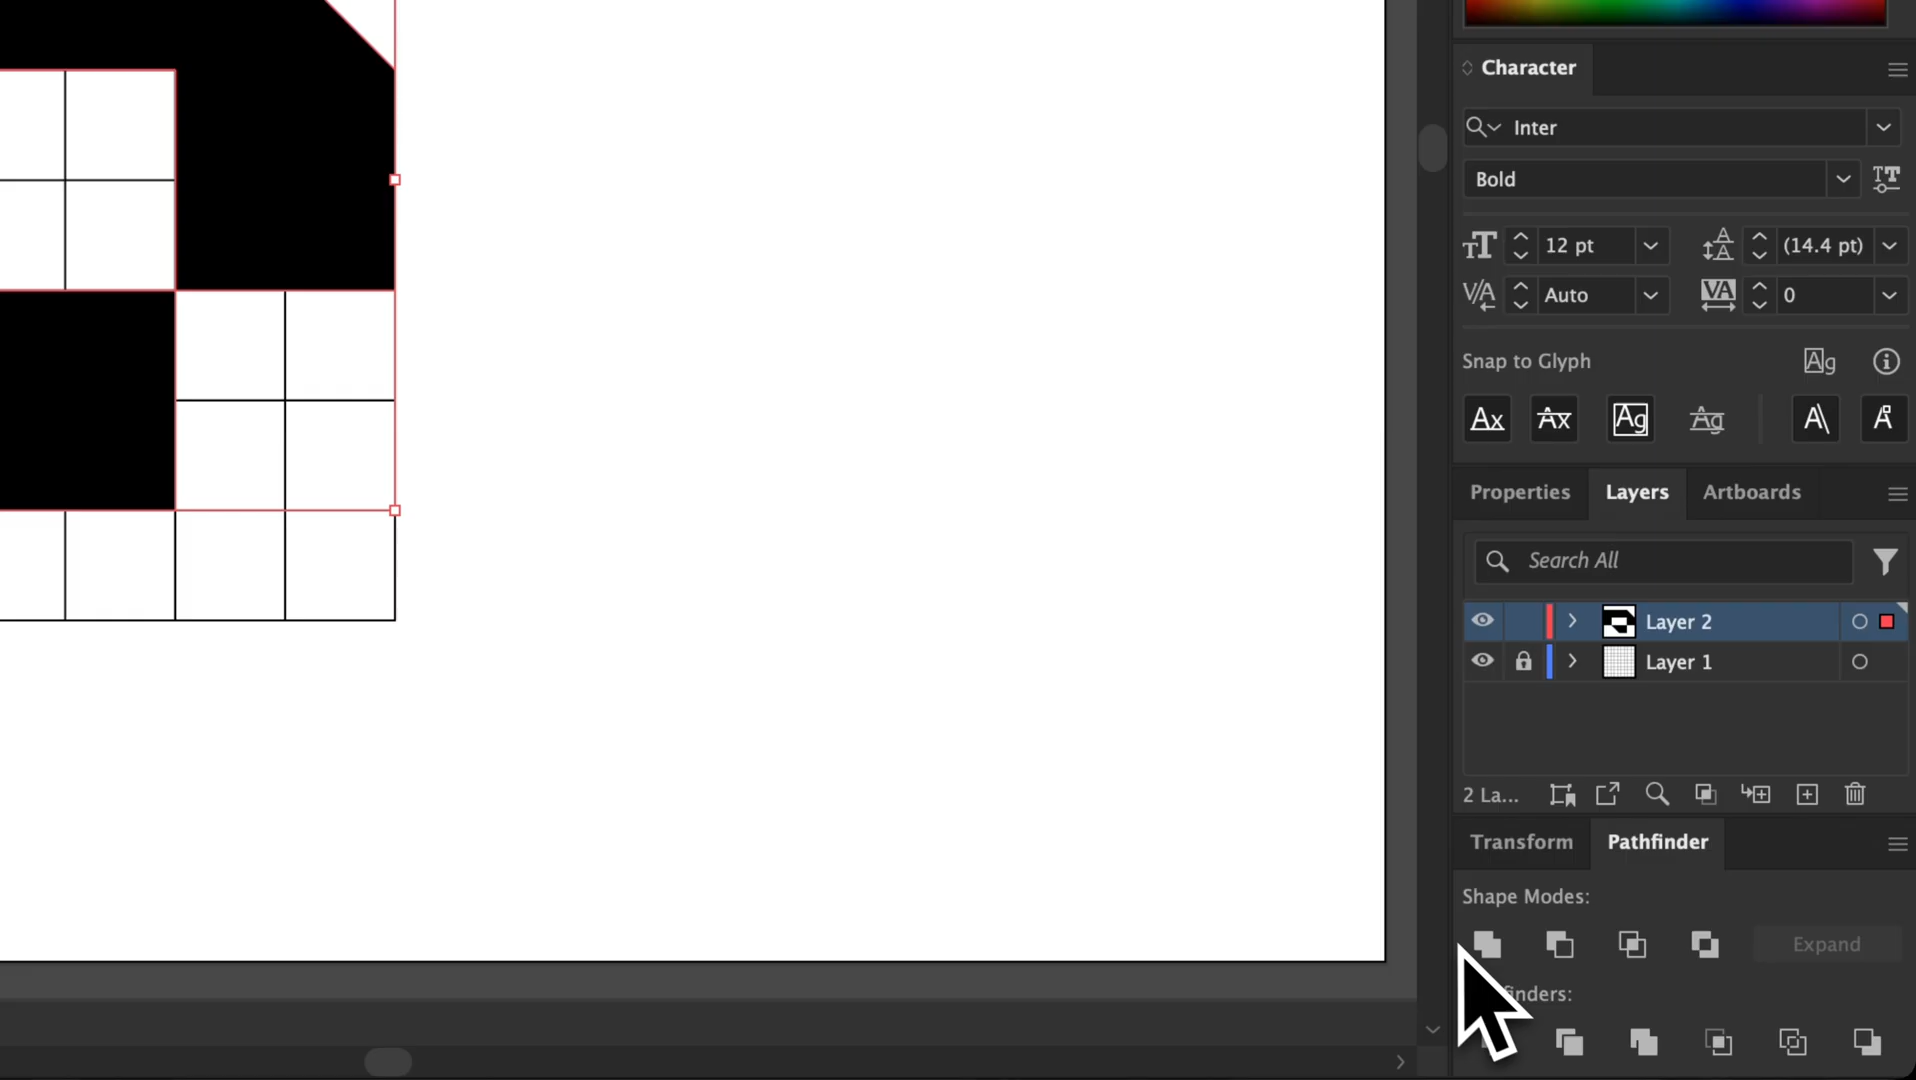 Character
Inter
Bold
12 pt
(14.4 pt)
Auto
0
Snap to Glyph
Properties
Layers
Artboards
Search All
Layer 2
Layer 1
2 La...
Transform
Pathfinder
Shape Modes:
Expand
finders: